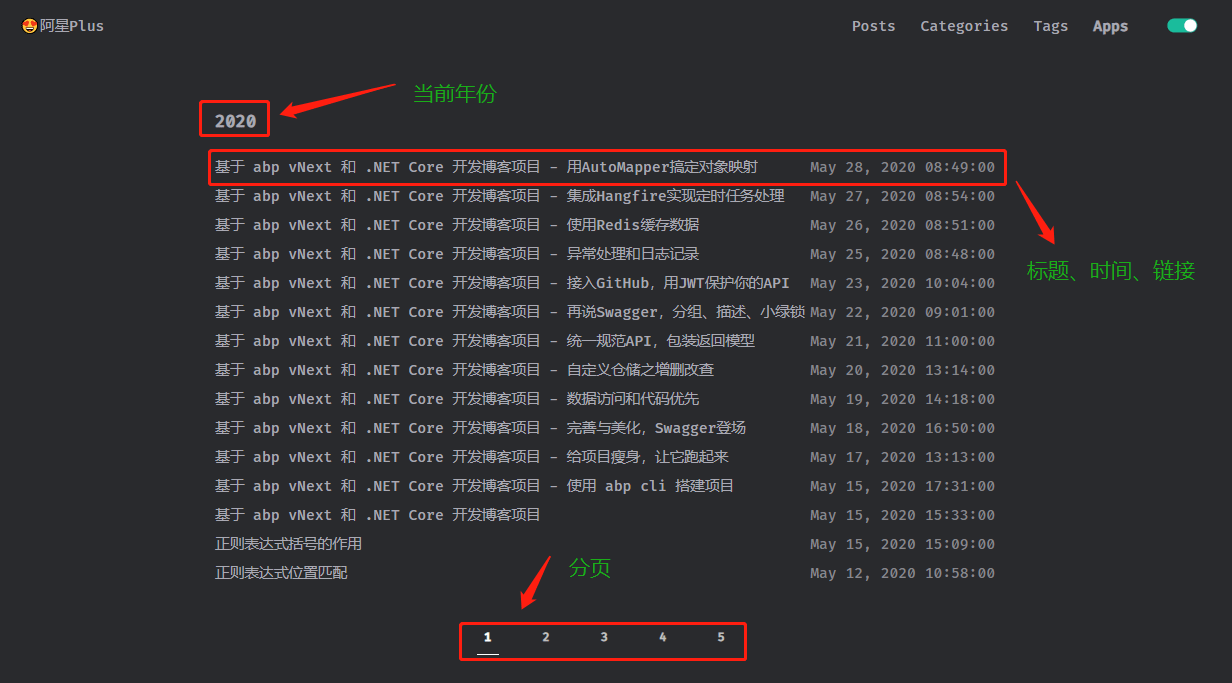 😍阿星Plus Posts Categories Tags Apps
当前年份
2020
基于 abp vNext 和 .NET Core 开发博客项目 - 用AutoMapper搞定对象映射 May 28, 2020 08:49:00
基于 abp vNext 和 .NET Core 开发博客项目 - 集成Hangfire实现定时任务处理 May 27, 2020 08:54:00
基于 abp vNext 和 .NET Core 开发博客项目 - 使用Redis缓存数据 May 26, 2020 08:51:00
基于 abp vNext 和 .NET Core 开发博客项目 - 异常处理和日志记录 May 25, 2020 08:48:00
标题、时间、链接
基于 abp vNext 和 .NET Core 开发博客项目 - 接入GitHub，用JWT保护你的API May 23, 2020 10:04:00
基于 abp vNext 和 .NET Core 开发博客项目 - 再说Swagger，分组、描述、小绿锁 May 22, 2020 09:01:00
基于 abp vNext 和 .NET Core 开发博客项目 - 统一规范API，包装返回模型 May 21, 2020 11:00:00
基于 abp vNext 和 .NET Core 开发博客项目 - 自定义仓储之增删改查 May 20, 2020 13:14:00
基于 abp vNext 和 .NET Core 开发博客项目 - 数据访问和代码优先 May 19, 2020 14:18:00
基于 abp vNext 和 .NET Core 开发博客项目 - 完善与美化，Swagger登场 May 18, 2020 16:50:00
基于 abp vNext 和 .NET Core 开发博客项目 - 给项目瘦身，让它跑起来 May 17, 2020 13:13:00
基于 abp vNext 和 .NET Core 开发博客项目 - 使用 abp cli 搭建项目 May 15, 2020 17:31:00
基于 abp vNext 和 .NET Core 开发博客项目 May 15, 2020 15:33:00
正则表达式括号的作用 May 15, 2020 15:09:00
正则表达式位置匹配 May 12, 2020 10:58:00
分页
1 2 3 4 5